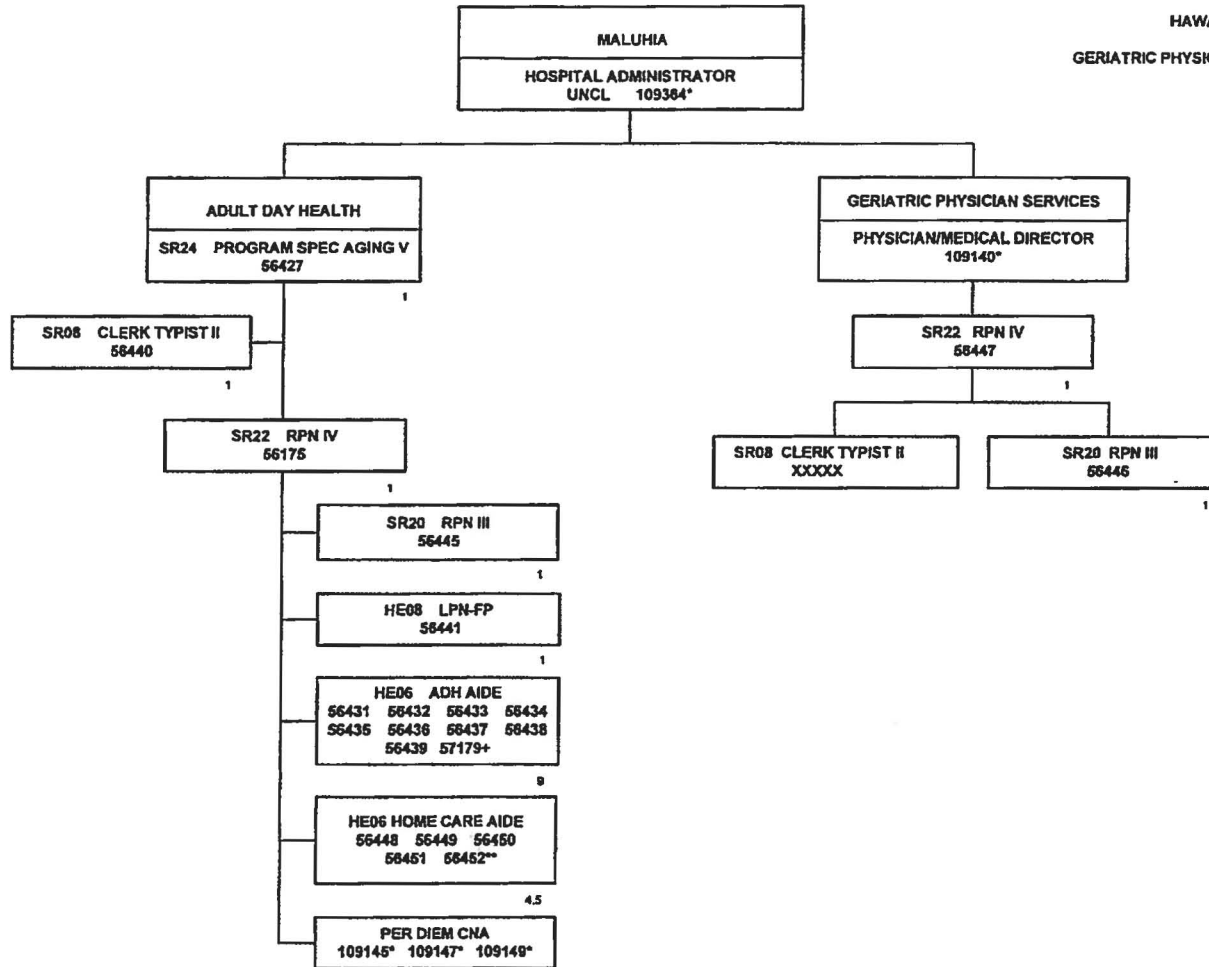 HAWA
GERIATRIC PHYSIC
MALUHIA
HOSPITAL ADMINISTRATOR
UNCL 109364*
ADULT DAY HEALTH
SR24 PROGRAM SPEC AGING V
56427
1
SR08 CLERK TYPIST II
56440
1
SR22 RPN IV
56175
1
SR20 RPN III
56445
1
HE08 LPN-FP
56441
1
HE06 ADH AIDE
56431 56432 56433 56434
56435 56436 56437 56438
56439 57179+
9
HE06 HOME CARE AIDE
56448 56449 56450
56451 56452**
4.5
PER DIEM CNA
109145* 109147* 109149*
GERIATRIC PHYSICIAN SERVICES
PHYSICIAN/MEDICAL DIRECTOR
109140*
SR22 RPN IV
56447
1
SR08 CLERK TYPIST II
XXXXX
SR20 RPN III
56446
1